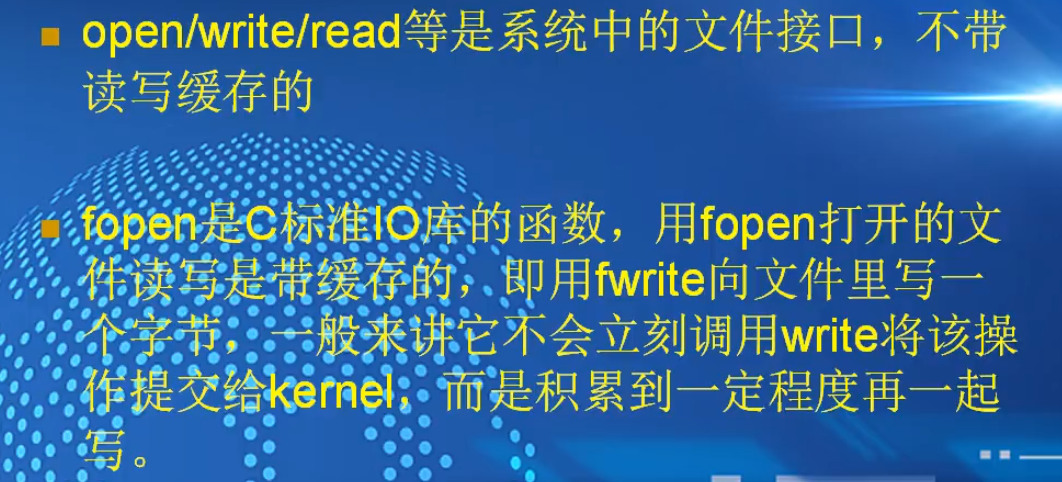 open/write/read等是系统中的文件接口，不带
读写缓存的
fopen是C标准IO库的函数，用fopen打开的文
件读写是带缓存的，即用fwrite向文件里写一
个字节，一般来讲它不会立刻调用write将该操
作提交给kernel，而是积累到一定程度再一起
写。